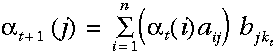 α_{t+1}(j) = \sum_{i=1}^{n} (α_t(i)a_{ij}) b_{jk_t}